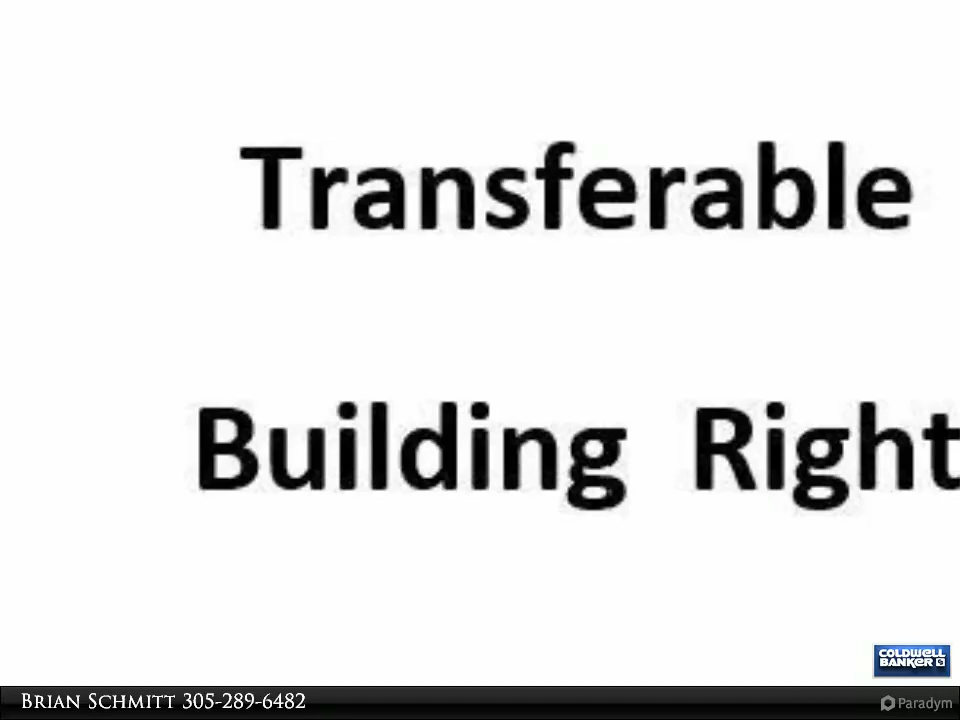 Transferable
Building Right
COLDWELL
BANKER
BRIAN SCHMITT 305-289-6482
Paradym